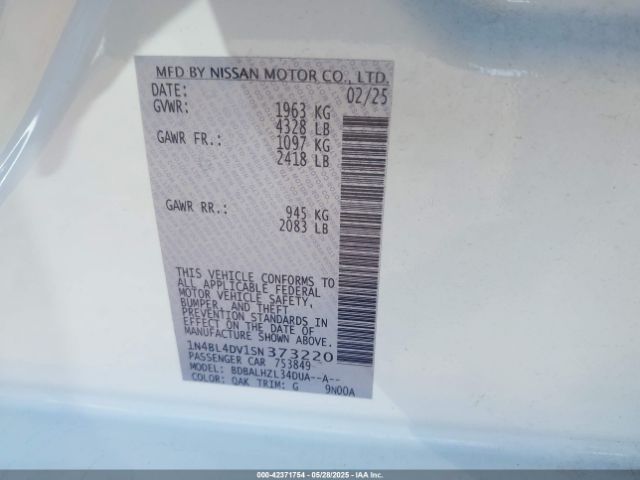 MFD BY NISSAN MOTOR CO., LTD.
DATE: 02/25
GVWR: 1963 KG
4328 LB
GAWR FR.: 1097 KG
2418 LB
GAWR RR.: 945 KG
2083 LB
THIS VEHICLE CONFORMS TO
ALL APPLICABLE FEDERAL
MOTOR VEHICLE SAFETY,
BUMPER, AND THEFT
PREVENTION STANDARDS IN
EFFECT ON THE DATE OF
MANUFACTURE SHOWN ABOVE.
1N4BL4DV1SN373220
PASSENGER CAR 753849
MODEL: BDBALHZL34DUA--A--
COLOR: QAK TRIM: G 9N00A
000-42371754 | 05/28/2025 | IAA Inc.